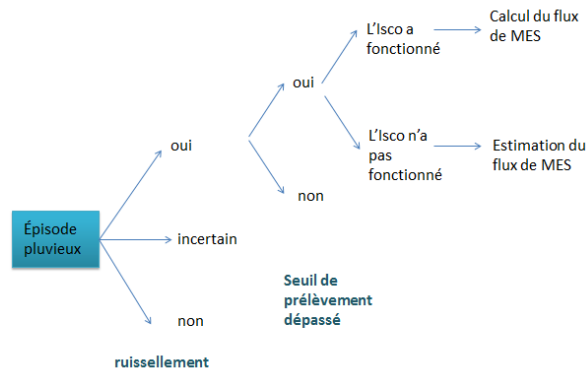 L'Isco a
fonctionné
Calcul du flux
de MES
oui
oui
L'Isco n'a
pas
fonctionné
Estimation du
flux de MES
non
Épisode
pluvieux
incertain
Seuil de
prélèvement
dépassé
non
ruissellement